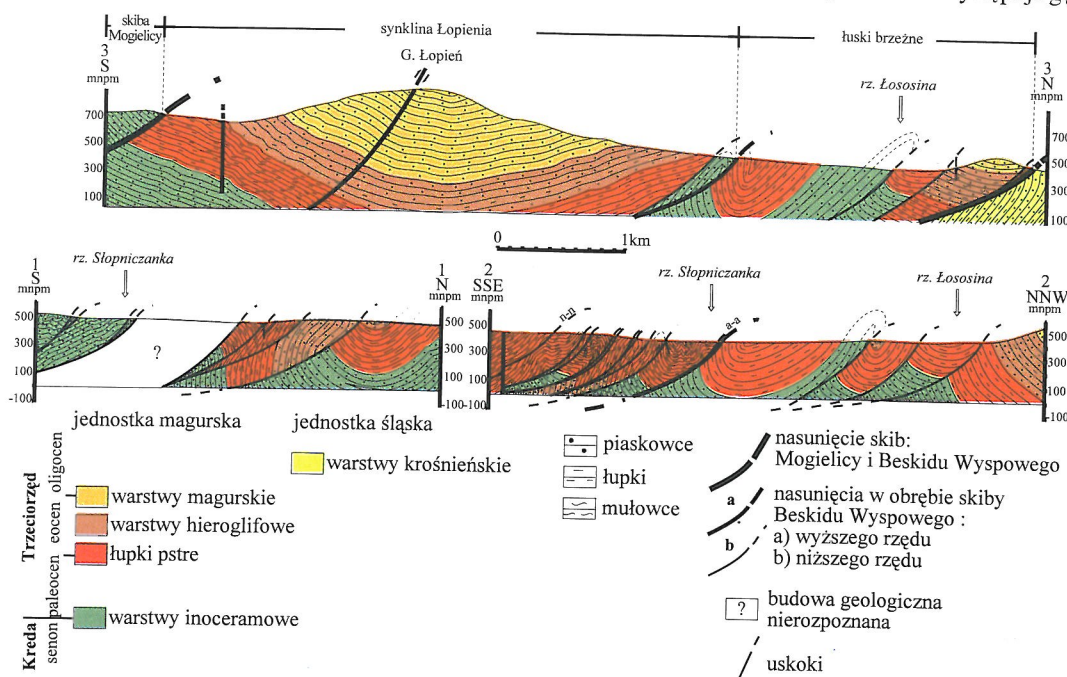 skiba
Mogielicy
synklina Łopienia
łuski brzeżne
3
S
mnpm
G. Łopień
rz. Łososina
3
N
mnpm
700
500
300
100
700
500
300
100
0 1km
1
S
mnpm
rz. Słopniczanka
1
N
mnpm
2
SSE
mnpm
rz. Słopniczanka
rz. Łososina
2
NNW
mnpm
500
300
100
-100
?
500
300
100
-100
500
300
100
-100
n-n
a-a
500
300
100
-100
jednostka magurska
jednostka śląska
warstwy krośnieńskie
warstwy magurskie
warstwy hieroglifowe
łupki pstre
warstwy inoceramowe
Kreda Trzeciorzęd
senon paleocen eocen oligocen
piaskowce
łupki
mułowce
nasunięcie skib:
Mogielicy i Beskidu Wyspowego
a
nasunięcia w obrębie skiby
Beskidu Wyspowego :
b
a) wyższego rzędu
b) niższego rzędu
?
budowa geologiczna
nierozpoznana
uskoki